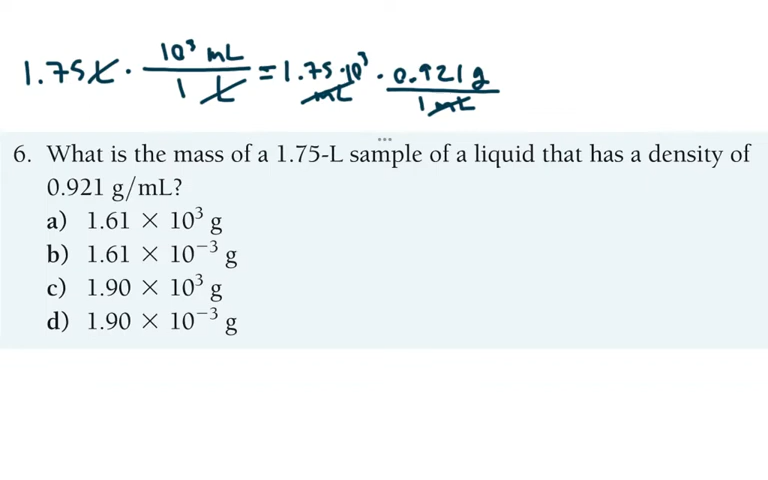 1.75L · 10³ mL / 1 L = 1.75 · 10³ mL · 0.921g / 1 mL
6. What is the mass of a 1.75-L sample of a liquid that has a density of
0.921 g/mL?
a) 1.61 × 10³ g
b) 1.61 × 10⁻³ g
c) 1.90 × 10³ g
d) 1.90 × 10⁻³ g